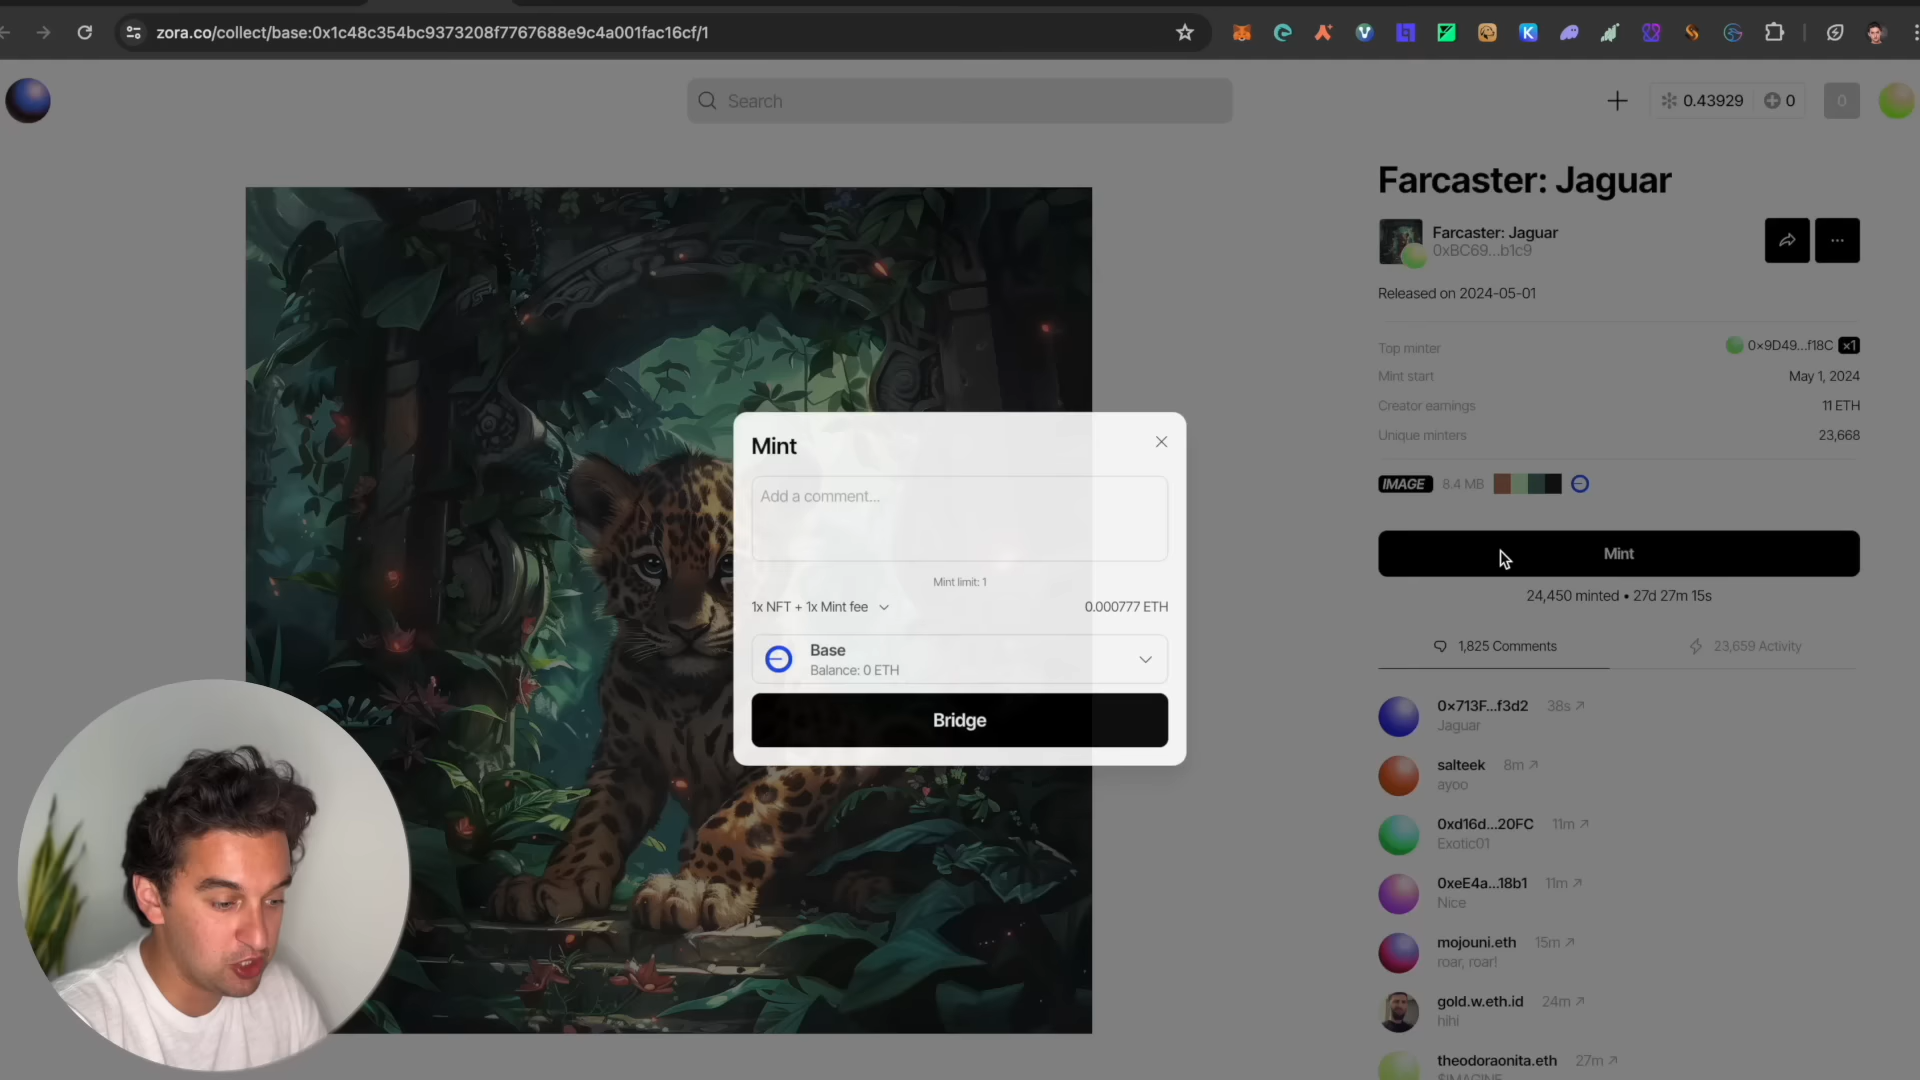 zora.co/collect/base:0x1c48c354bc9373208f7767688e9c4a001fac16cf/1
Search
0.43929
0
0
Farcaster: Jaguar
Farcaster: Jaguar
0xBC69...b1c9
Released on 2024-05-01
Top minter
0x9D49...f18C
x1
Mint start
May 1, 2024
Creator earnings
11 ETH
Unique minters
23,668
IMAGE
8.4 MB
Mint
24,450 minted • 27d 27m 15s
1,825 Comments
23,659 Activity
0x713F...f3d2
38s
Jaguar
salteek
8m
ayoo
0xd16d...20FC
11m
Exotic01
0xeE4a...18b1
11m
Nice
mojouni.eth
15m
roar, roar!
gold.w.eth.id
24m
hihi
theodoraonita.eth
27m
$IMAGINE
Mint
Add a comment...
Mint limit: 1
1x NFT + 1x Mint fee
0.000777 ETH
Base
Balance: 0 ETH
Bridge